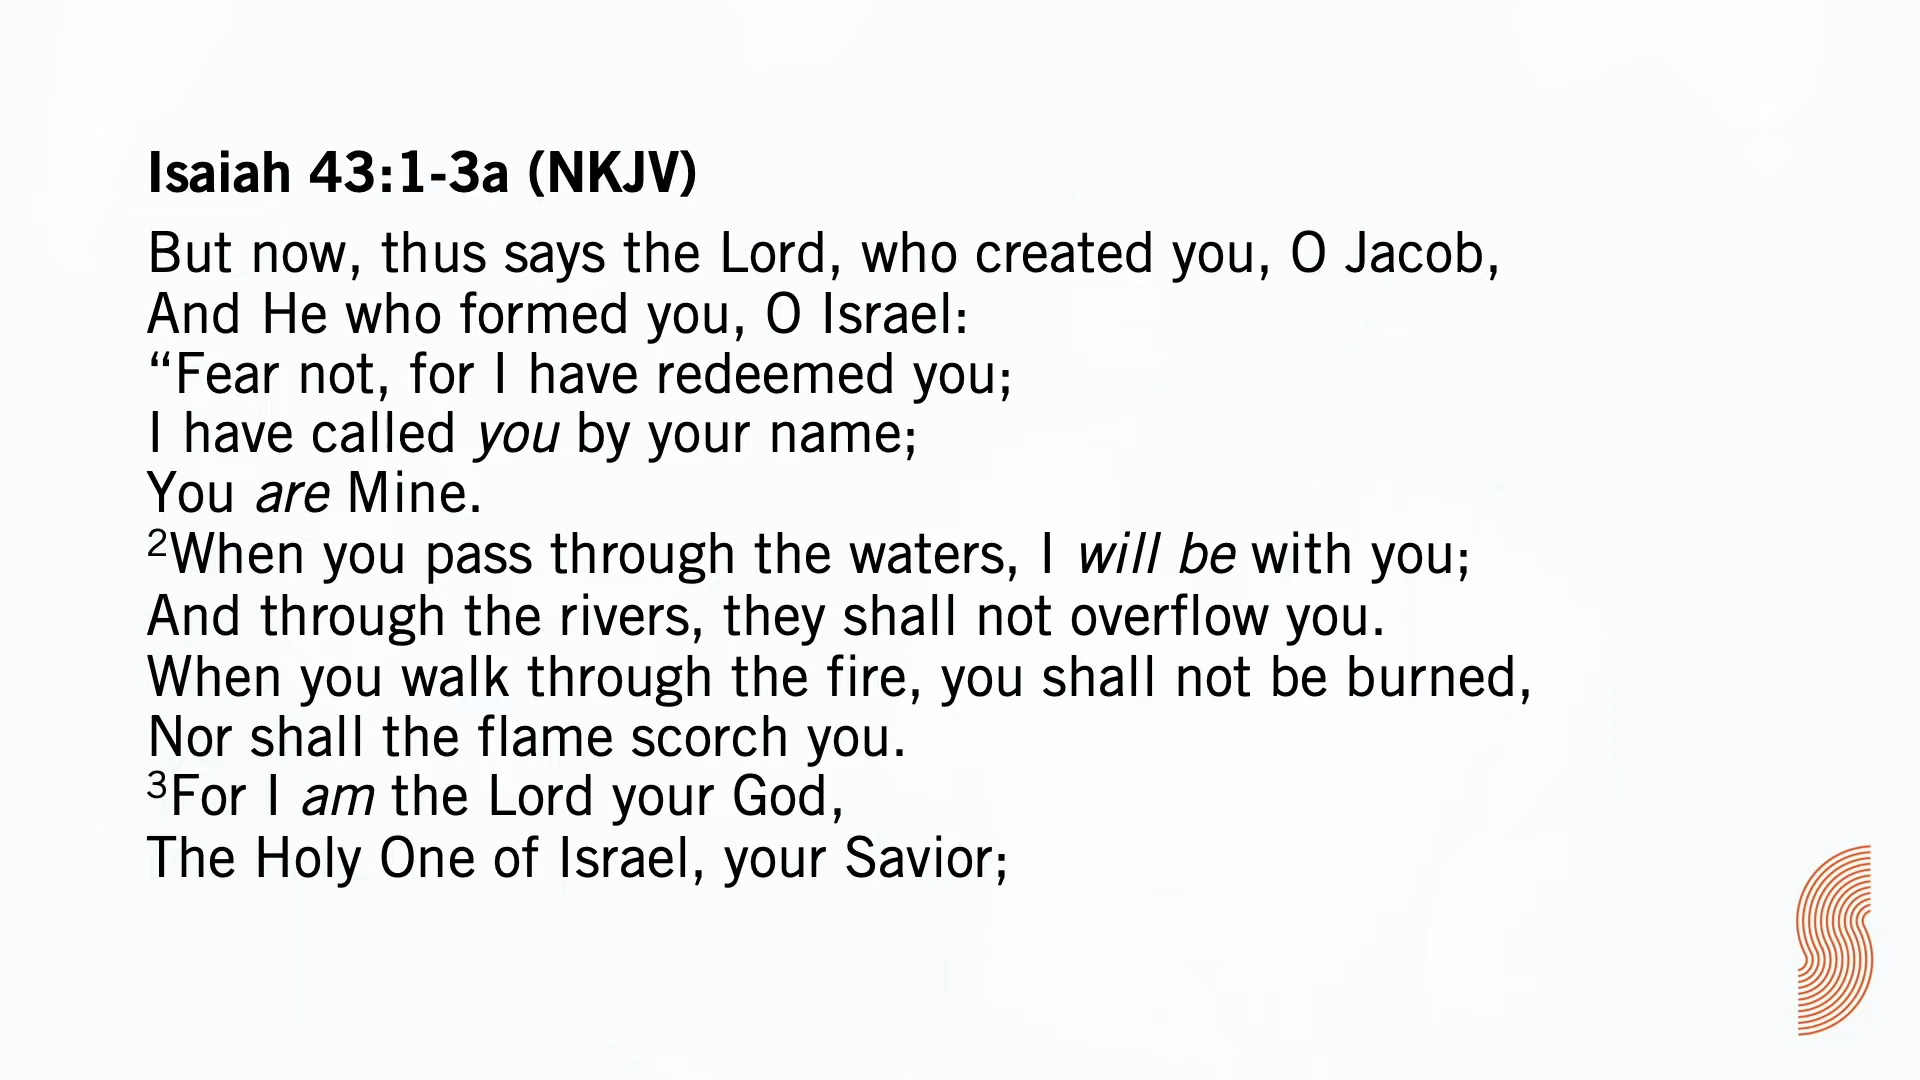 Isaiah 43:1-3a (NKJV)
But now, thus says the Lord, who created you, O Jacob,
And He who formed you, O Israel:
“Fear not, for I have redeemed you;
I have called you by your name;
You are Mine.
²When you pass through the waters, I will be with you;
And through the rivers, they shall not overflow you.
When you walk through the fire, you shall not be burned,
Nor shall the flame scorch you.
³For I am the Lord your God,
The Holy One of Israel, your Savior;